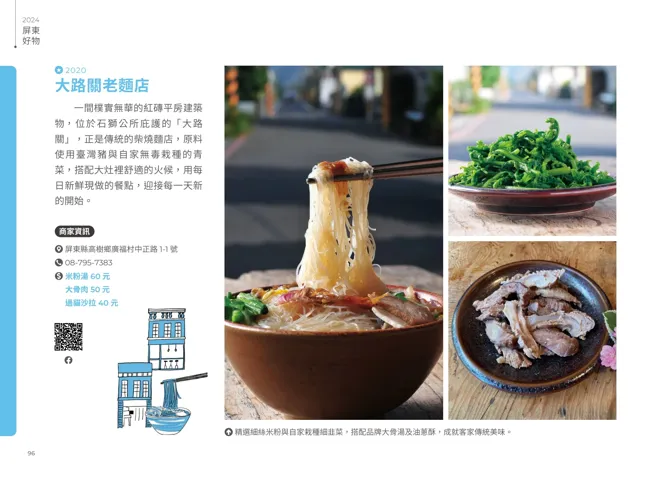 2024
屏東
好物
2020
大路關老麵店
一間樸實無華的紅磚平房建築
物，位於石獅公所庇護的「大路
關」，正是傳統的柴燒麵店，原料
使用臺灣豬與自家無毒栽種的青
菜，搭配大灶裡舒適的火候，用每
日新鮮現做的餐點，迎接每一天新
的開始。
商家資訊
屏東縣高樹鄉廣福村中正路 1-1 號
08-795-7383
米粉湯 60 元
大骨肉 50 元
過貓沙拉 40 元
精選細絲米粉與自家栽種細韭菜，搭配品牌大骨湯及油蔥酥，成就客家傳統美味。
96